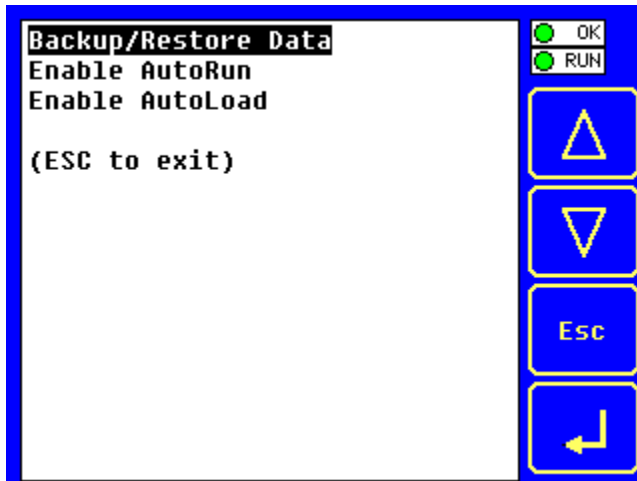 Backup/Restore Data
Enable AutoRun
Enable AutoLoad
(ESC to exit)
OK
RUN
Esc